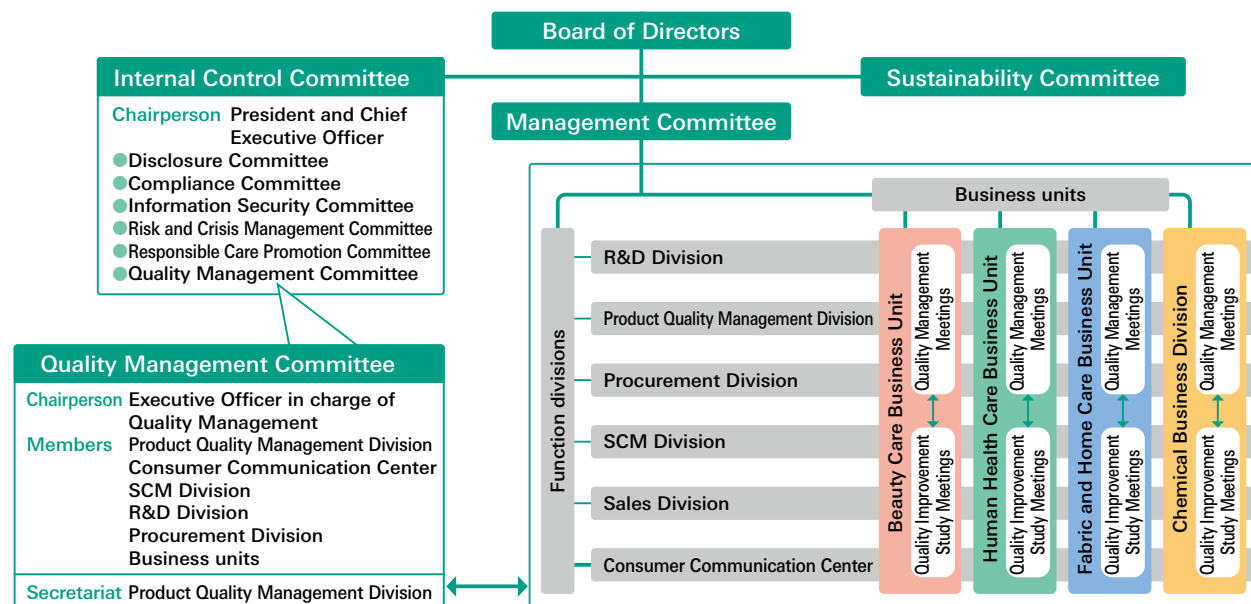 Board of Directors
Internal Control Committee
Sustainability Committee
Chairperson President and Chief
Executive Officer
●Disclosure Committee
●Compliance Committee
●Information Security Committee
●Risk and Crisis Management Committee
●Responsible Care Promotion Committee
●Quality Management Committee
Management Committee
Quality Management Committee
Chairperson Executive Officer in charge of
Quality Management
Members Product Quality Management Division
Consumer Communication Center
SCM Division
R&D Division
Procurement Division
Business units
Secretariat Product Quality Management Division
Business units
Function divisions
R&D Division
Product Quality Management Division
Procurement Division
SCM Division
Sales Division
Consumer Communication Center
Beauty Care Business Unit
Quality Management
Meetings
Quality Improvement
Study Meetings
Human Health Care Business Unit
Quality Management
Meetings
Quality Improvement
Study Meetings
Fabric and Home Care Business Unit
Quality Management
Meetings
Quality Improvement
Study Meetings
Chemical Business Division
Quality Management
Meetings
Quality Improvement
Study Meetings